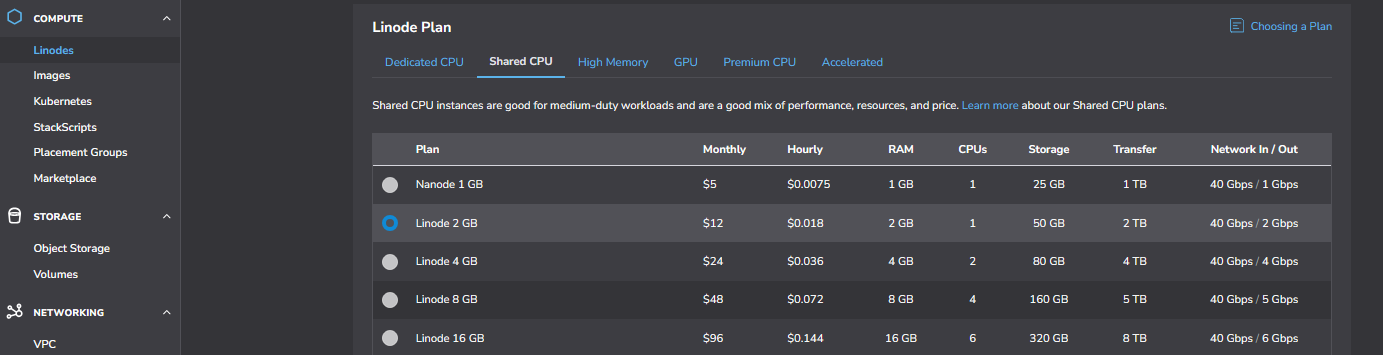 COMPUTE
Linodes
Images
Kubernetes
StackScripts
Placement Groups
Marketplace
STORAGE
Object Storage
Volumes
NETWORKING
VPC
Linode Plan
Choosing a Plan
Dedicated CPU Shared CPU High Memory GPU Premium CPU Accelerated
Shared CPU instances are good for medium-duty workloads and are a good mix of performance, resources, and price. Learn more about our Shared CPU plans.
Plan Monthly Hourly RAM CPUs Storage Transfer Network In / Out
Nanode 1 GB $5 $0.0075 1 GB 1 25 GB 1 TB 40 Gbps / 1 Gbps
Linode 2 GB $12 $0.018 2 GB 1 50 GB 2 TB 40 Gbps / 2 Gbps
Linode 4 GB $24 $0.036 4 GB 2 80 GB 4 TB 40 Gbps / 4 Gbps
Linode 8 GB $48 $0.072 8 GB 4 160 GB 5 TB 40 Gbps / 5 Gbps
Linode 16 GB $96 $0.144 16 GB 6 320 GB 8 TB 40 Gbps / 6 Gbps